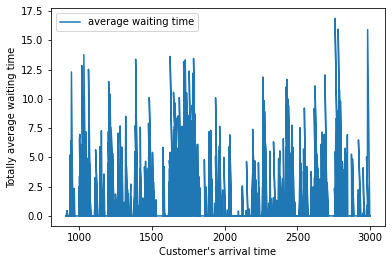 average waiting time
Totally average waiting time
17.5
15.0
12.5
10.0
7.5
5.0
2.5
0.0
1000 1500 2000 2500 3000
Customer's arrival time